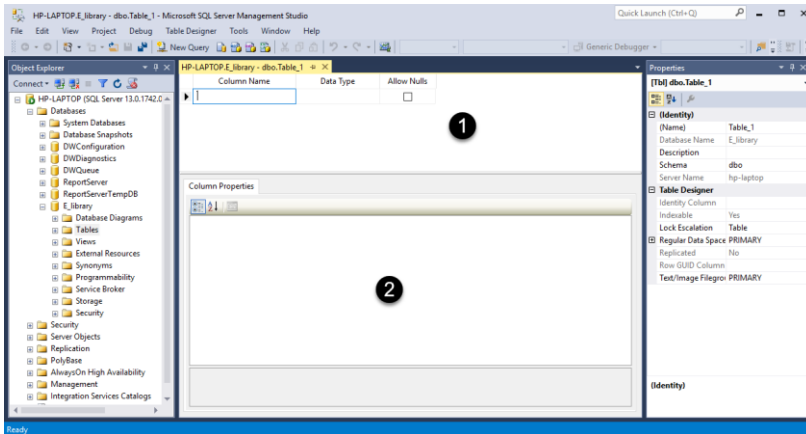 HP-LAPTOP.E_library - dbo.Table_1 - Microsoft SQL Server Management Studio
Quick Launch (Ctrl+Q)
File Edit View Project Debug Table Designer Tools Window Help
New Query
Generic Debugger
Object Explorer
Connect
HP-LAPTOP (SQL Server 13.0.1742.0
Databases
System Databases
Database Snapshots
DWConfiguration
DWDiagnostics
DWQueue
ReportServer
ReportServerTempDB
E_library
Database Diagrams
Tables
Views
External Resources
Synonyms
Programmability
Service Broker
Storage
Security
Security
Server Objects
Replication
PolyBase
AlwaysOn High Availability
Management
Integration Services Catalogs
HP-LAPTOP.E_library - dbo.Table_1
Column Name Data Type Allow Nulls
1
Column Properties
2
Properties
[Tbl] dbo.Table_1
(Identity)
(Name) Table_1
Database Name E_library
Description
Schema dbo
Server Name hp-laptop
Table Designer
Identity Column
Indexable Yes
Lock Escalation Table
Regular Data Space PRIMARY
Replicated No
Row GUID Column
Text/Image Filegro PRIMARY
(Identity)
Ready